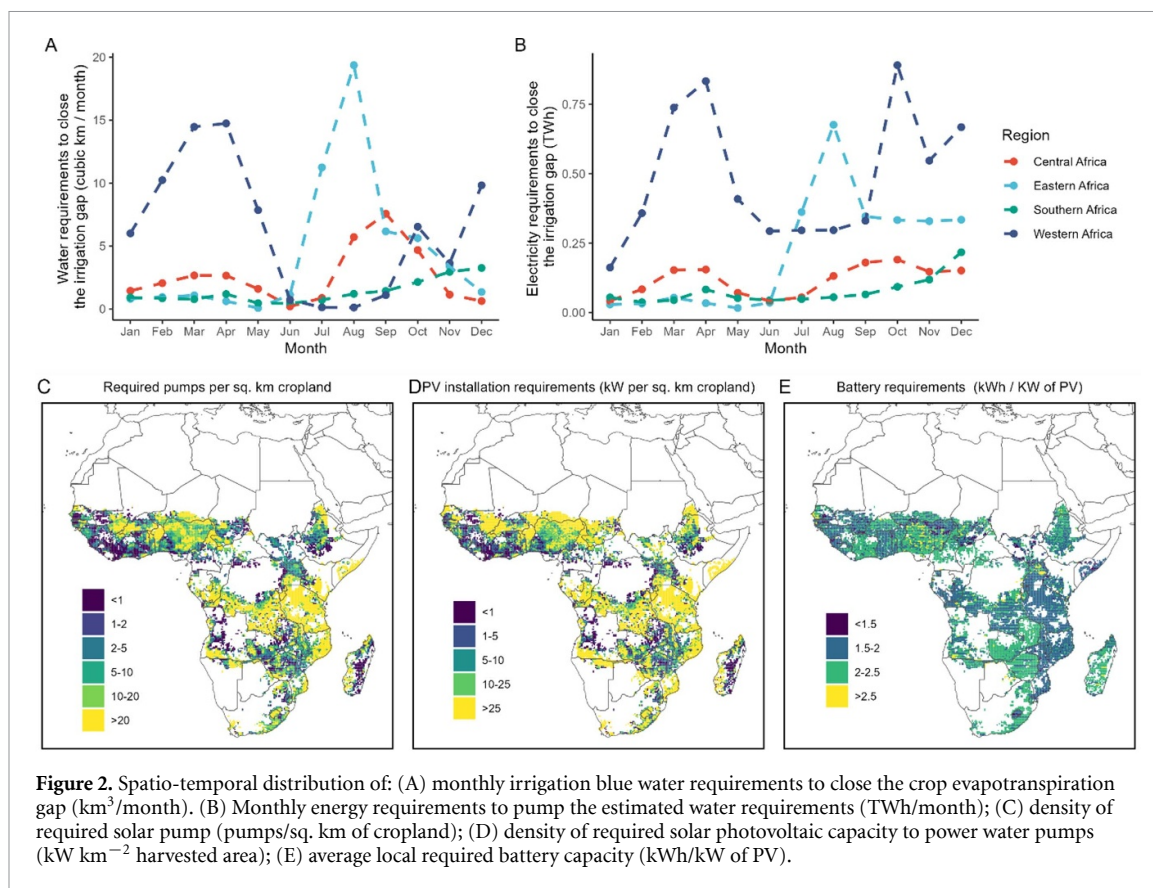 A
Water requirements to close
the irrigation gap (cubic km / month)
20
15
10
5
0
Jan Feb Mar Apr May Jun Jul Aug Sep Oct Nov Dec
Month
B
Electricity requirements to close
the irrigation gap (TWh)
0.75
0.50
0.25
0.00
Jan Feb Mar Apr May Jun Jul Aug Sep Oct Nov Dec
Month
Region
Central Africa
Eastern Africa
Southern Africa
Western Africa
C Required pumps per sq. km cropland
<1
1-2
2-5
5-10
10-20
>20
D PV installation requirements (kW per sq. km cropland)
<1
1-5
5-10
10-25
>25
E Battery requirements (kWh / KW of PV)
<1.5
1.5-2
2-2.5
>2.5
Figure 2. Spatio-temporal distribution of: (A) monthly irrigation blue water requirements to close the crop evapotranspiration
gap (km³/month). (B) Monthly energy requirements to pump the estimated water requirements (TWh/month); (C) density of
required solar pump (pumps/sq. km of cropland); (D) density of required solar photovoltaic capacity to power water pumps
(kW km⁻² harvested area); (E) average local required battery capacity (kWh/kW of PV).